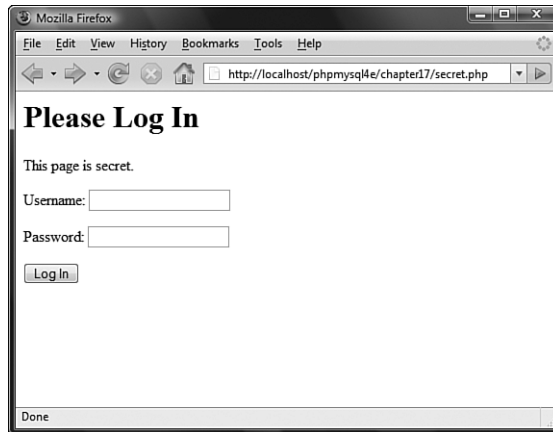 Mozilla Firefox
File Edit View History Bookmarks Tools Help
http://localhost/phpmysql4e/chapter17/secret.php
Please Log In
This page is secret.
Username:
Password:
Log In
Done